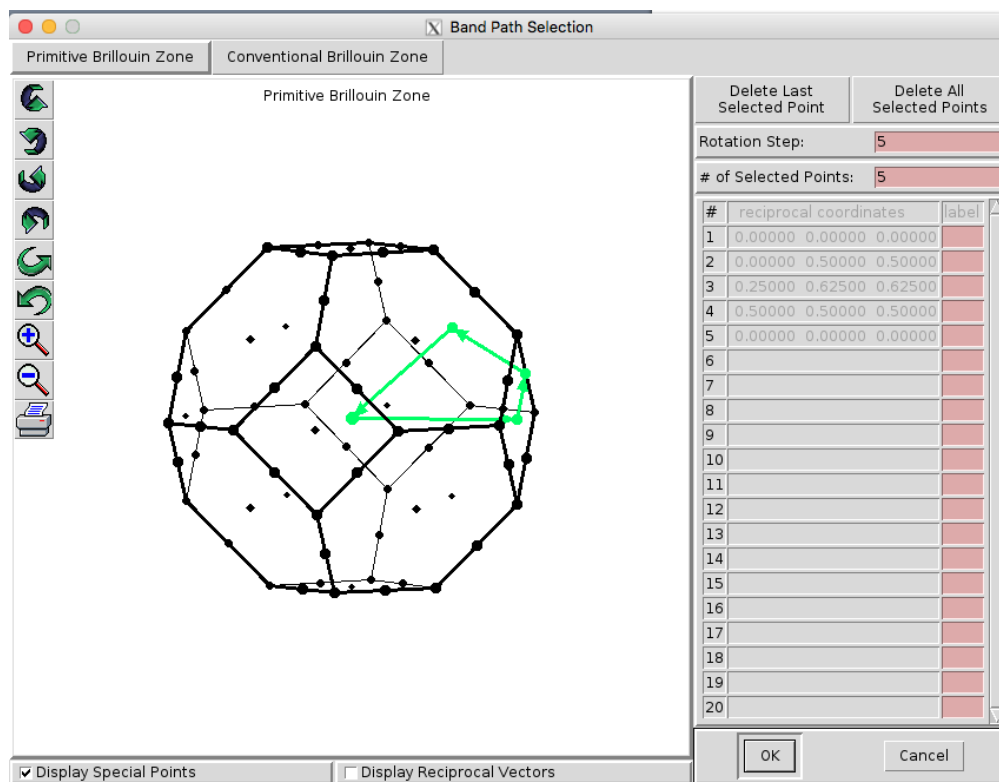 Band Path Selection
Primitive Brillouin Zone
Conventional Brillouin Zone
Primitive Brillouin Zone
Delete Last
Selected Point
Delete All
Selected Points
Rotation Step:
5
# of Selected Points:
5
# reciprocal coordinates label
1 0.00000 0.00000 0.00000
2 0.00000 0.50000 0.50000
3 0.25000 0.62500 0.62500
4 0.50000 0.50000 0.50000
5 0.00000 0.00000 0.00000
6
7
8
9
10
11
12
13
14
15
16
17
18
19
20
Display Special Points
Display Reciprocal Vectors
OK
Cancel